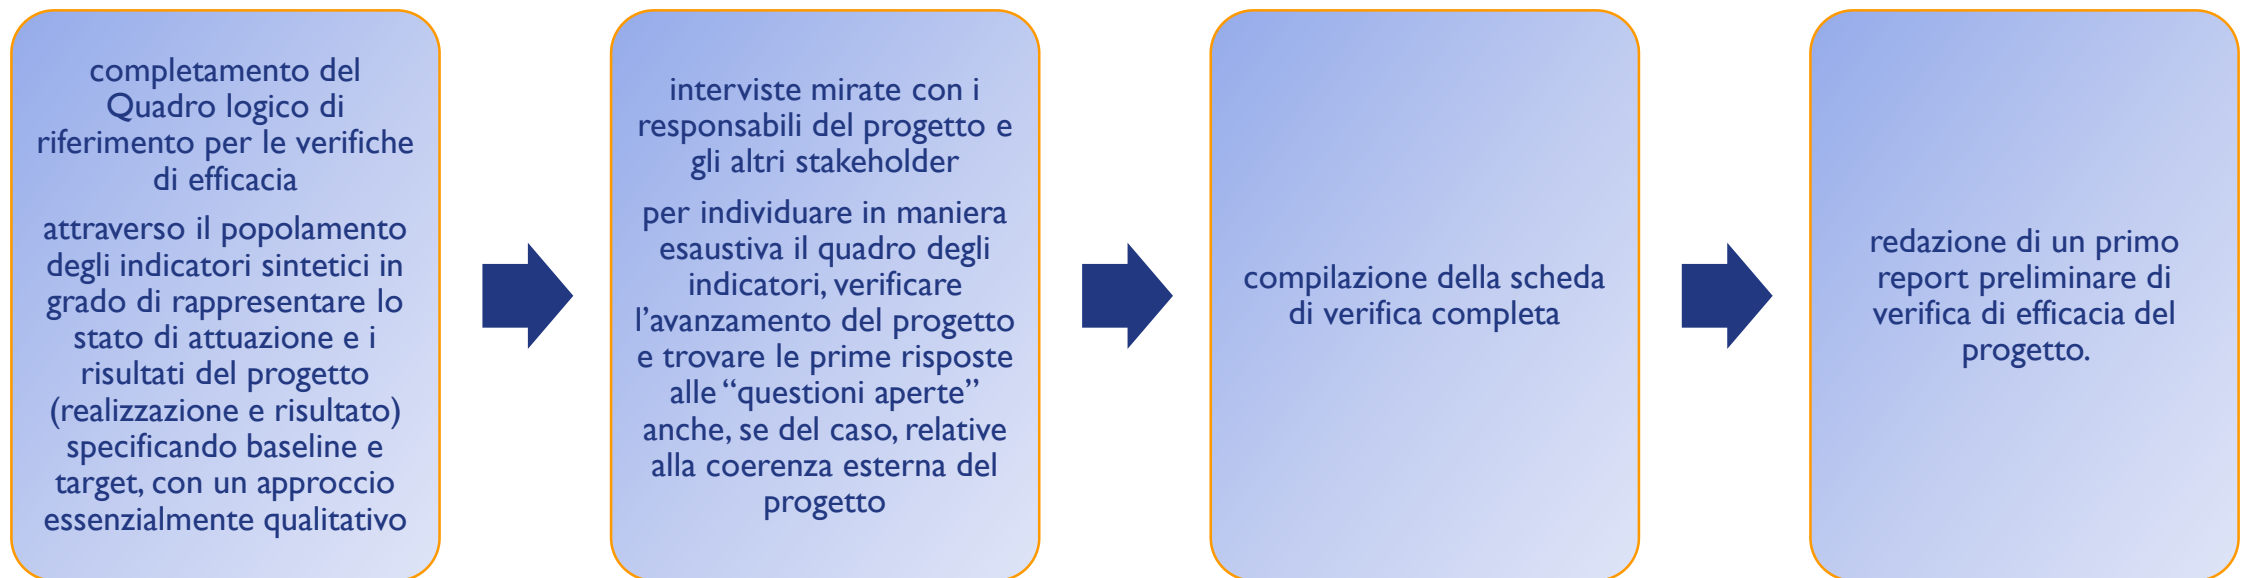 completamento del
Quadro logico di
riferimento per le verifiche
di efficacia
attraverso il popolamento
degli indicatori sintetici in
grado di rappresentare lo
stato di attuazione e i
risultati del progetto
(realizzazione e risultato)
specificando baseline e
target, con un approccio
essenzialmente qualitativo
interviste mirate con i
responsabili del progetto e
gli altri stakeholder
per individuare in maniera
esaustiva il quadro degli
indicatori, verificare
l’avanzamento del progetto
e trovare le prime risposte
alle “questioni aperte”
anche, se del caso, relative
alla coerenza esterna del
progetto
compilazione della scheda
di verifica completa
redazione di un primo
report preliminare di
verifica di efficacia del
progetto.